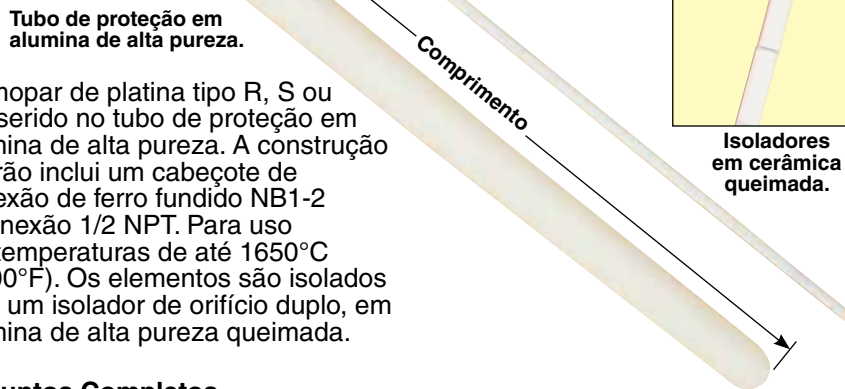 Tubo de proteção em
alumina de alta pureza.
Comprimento
Isoladores
em cerâmica
queimada.
mopar de platina tipo R, S ou
serido no tubo de proteção em
mina de alta pureza. A construção
rão inclui um cabeçote de
exão de ferro fundido NB1-2
nexão 1/2 NPT. Para uso
temperaturas de até 1650°C
00°F). Os elementos são isolados
um isolador de orifício duplo, em
mina de alta pureza queimada.